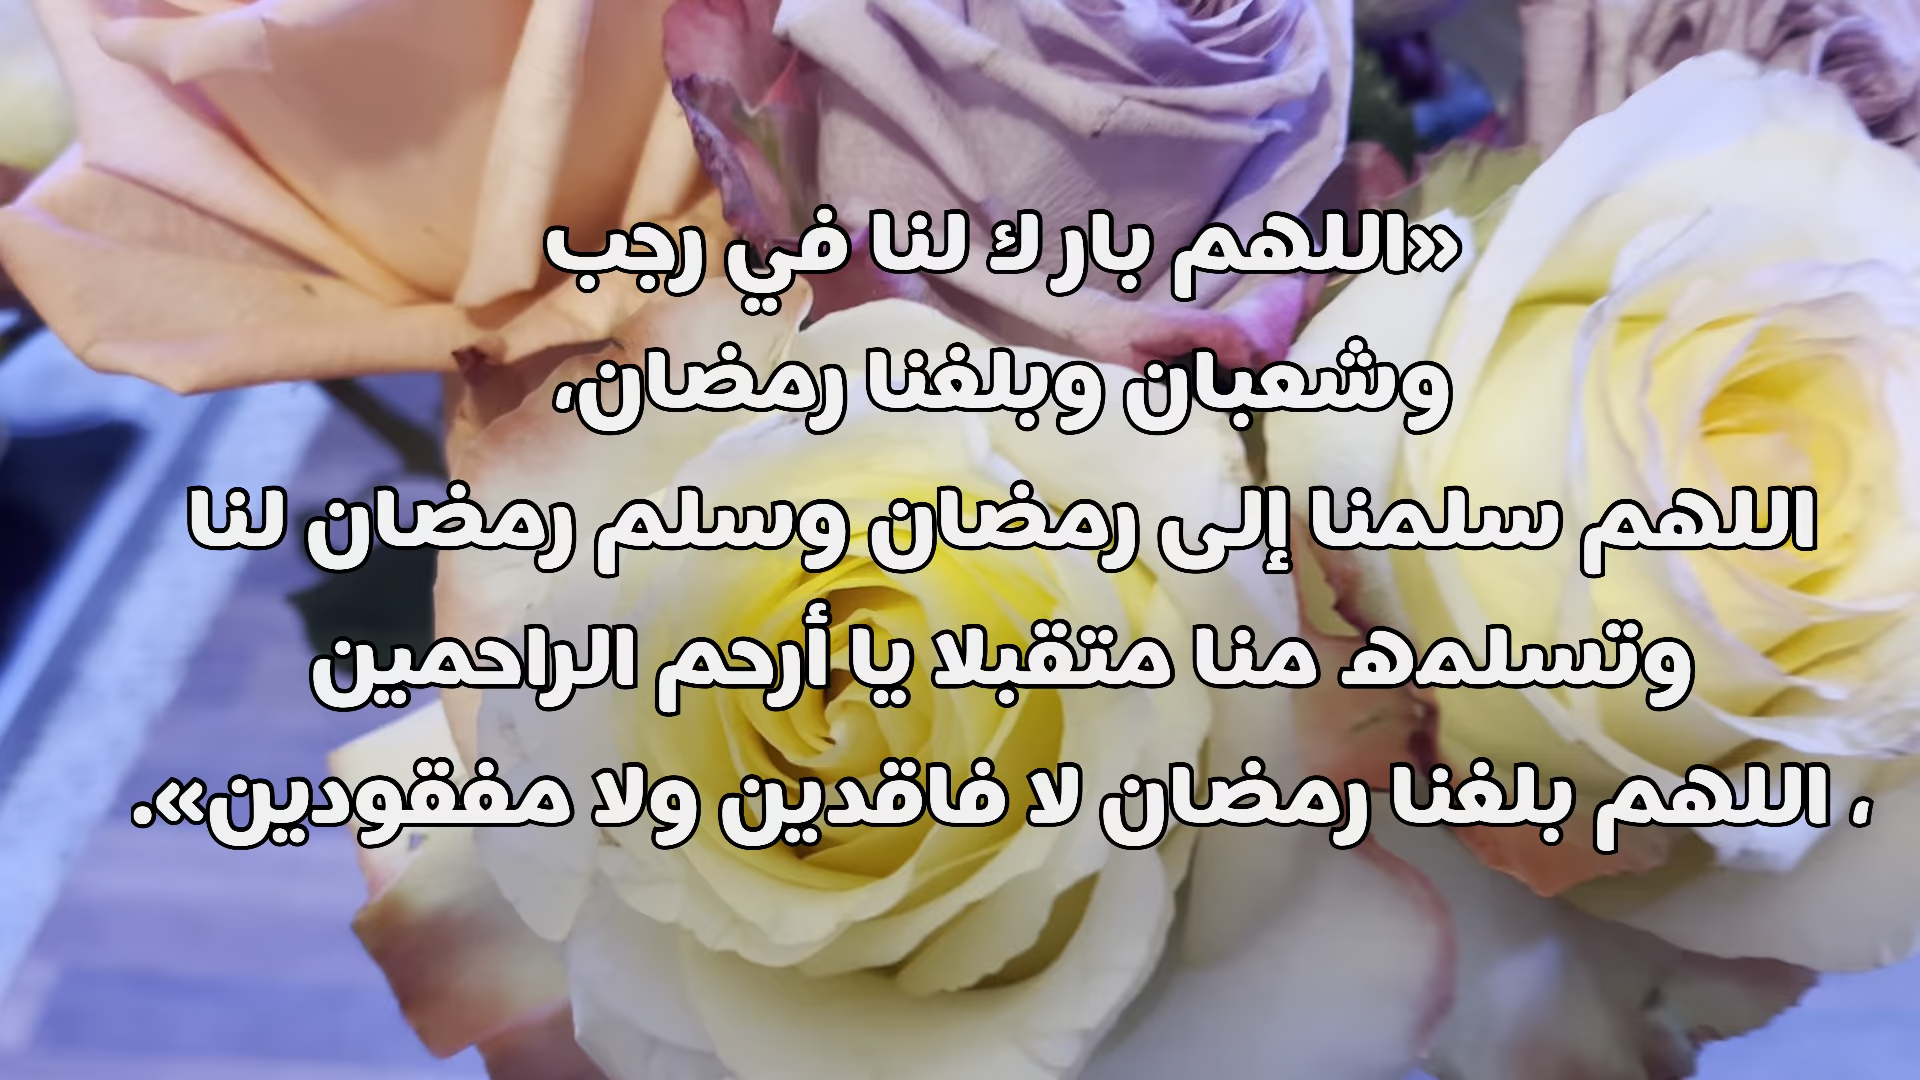 «اللهم بارك لنا في رجب
وشعبان وبلغنا رمضان،
اللهم سلمنا إلى رمضان وسلم رمضان لنا
وتسلمه منا متقبلا يا أرحم الراحمين
، اللهم بلغنا رمضان لا فاقدين ولا مفقودين».